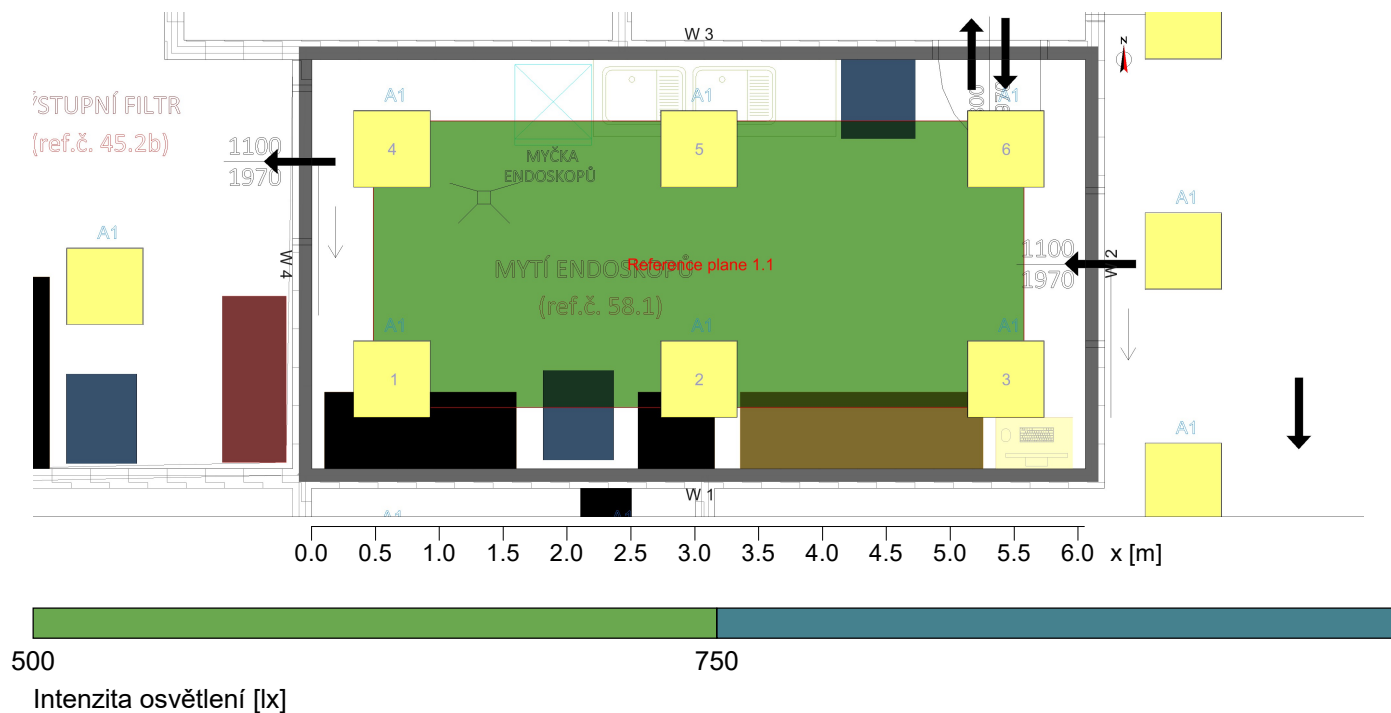 W 3
N
'STUPNÍ FILTR
(ref.č. 45.2b)
1100
1970
A1
4
A1
5
A1
6
MYČKA
ENDOSKOPŮ
A1
W 4
MYTÍ ENDOSKOPŮ
(ref.č. 58.1)
Reference plane 1.1
1100
1970
W 2
A1
A1
1
A1
2
A1
3
A1
W 1
A1
A1
0.0 0.5 1.0 1.5 2.0 2.5 3.0 3.5 4.0 4.5 5.0 5.5 6.0 x [m]
500 750
Intenzita osvětlení [lx]